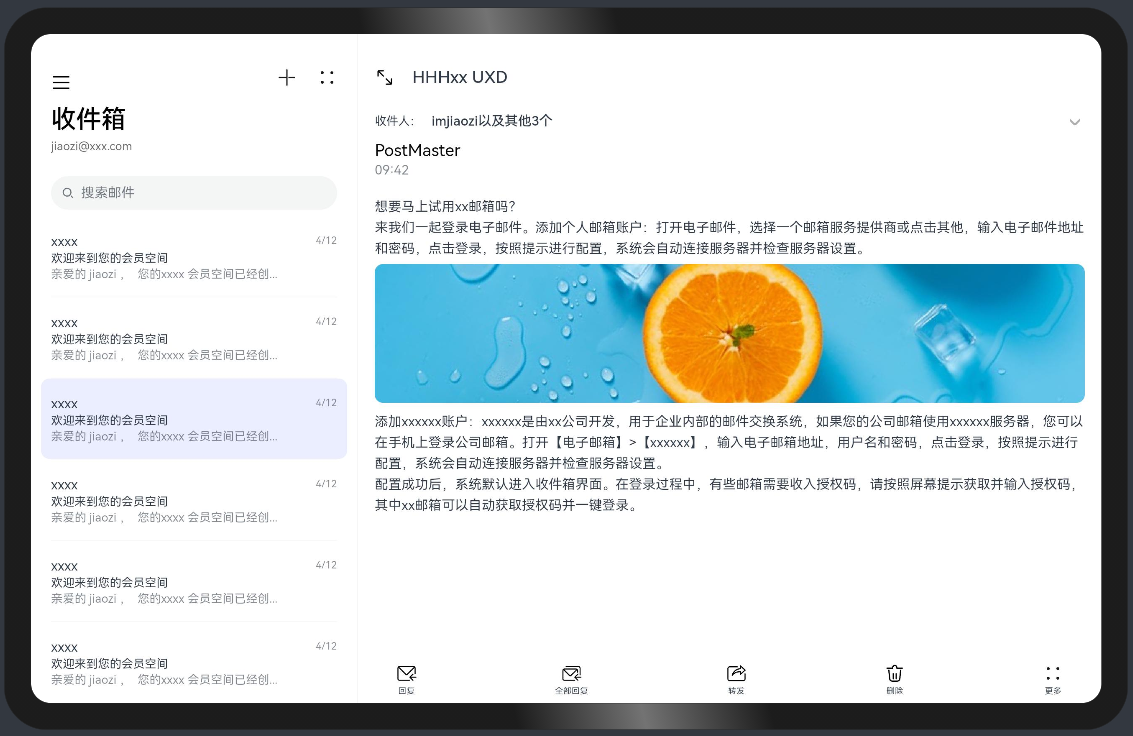 收件箱
jiaozi@xxx.com
搜索邮件
xxxx 4/12
欢迎来到您的会员空间
亲爱的 jiaozi ， 您的xxxx 会员空间已经创...
xxxx 4/12
欢迎来到您的会员空间
亲爱的 jiaozi ， 您的xxxx 会员空间已经创...
xxxx 4/12
欢迎来到您的会员空间
亲爱的 jiaozi ， 您的xxxx 会员空间已经创...
xxxx 4/12
欢迎来到您的会员空间
亲爱的 jiaozi ， 您的xxxx 会员空间已经创...
xxxx 4/12
欢迎来到您的会员空间
亲爱的 jiaozi ， 您的xxxx 会员空间已经创...
xxxx 4/12
欢迎来到您的会员空间
亲爱的 jiaozi ， 您的xxxx 会员空间已经创...
HHHxx UXD
收件人： imjiaozi以及其他3个
PostMaster
09:42
想要马上试用xx邮箱吗？
来我们一起登录电子邮件。添加个人邮箱账户：打开电子邮件，选择一个邮箱服务提供商或点击其他，输入电子邮件地址
和密码，点击登录，按照提示进行配置，系统会自动连接服务器并检查服务器设置。
添加xxxxxx账户：xxxxxx是由xx公司开发，用于企业内部的邮件交换系统，如果您的公司邮箱使用xxxxxx服务器，您可以
在手机上登录公司邮箱。打开【电子邮箱】>【xxxxxx】，输入电子邮箱地址，用户名和密码，点击登录，按照提示进行
配置，系统会自动连接服务器并检查服务器设置。
配置成功后，系统默认进入收件箱界面。在登录过程中，有些邮箱需要收入授权码，请按照屏幕提示获取并输入授权码，
其中xx邮箱可以自动获取授权码并一键登录。
回复 全部回复 转发 删除 更多